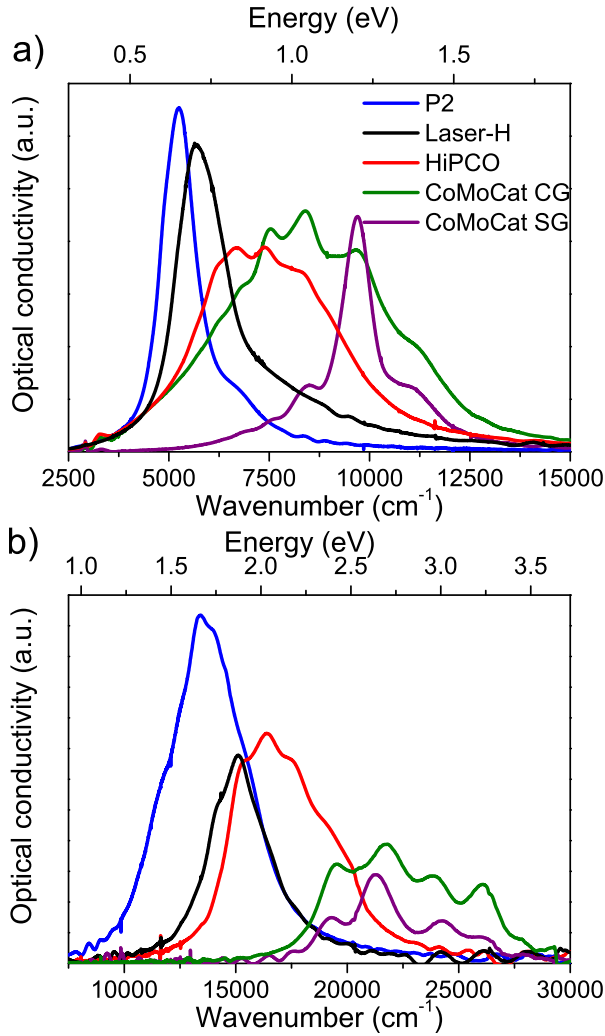 Energy (eV)
a)
0.5 1.0 1.5
P2
Laser-H
HiPCO
CoMoCat CG
CoMoCat SG
Optical conductivity (a.u.)
2500 5000 7500 10000 12500 15000
Wavenumber (cm⁻¹)
b)
Energy (eV)
1.0 1.5 2.0 2.5 3.0 3.5
Optical conductivity (a.u.)
10000 15000 20000 25000 30000
Wavenumber (cm⁻¹)